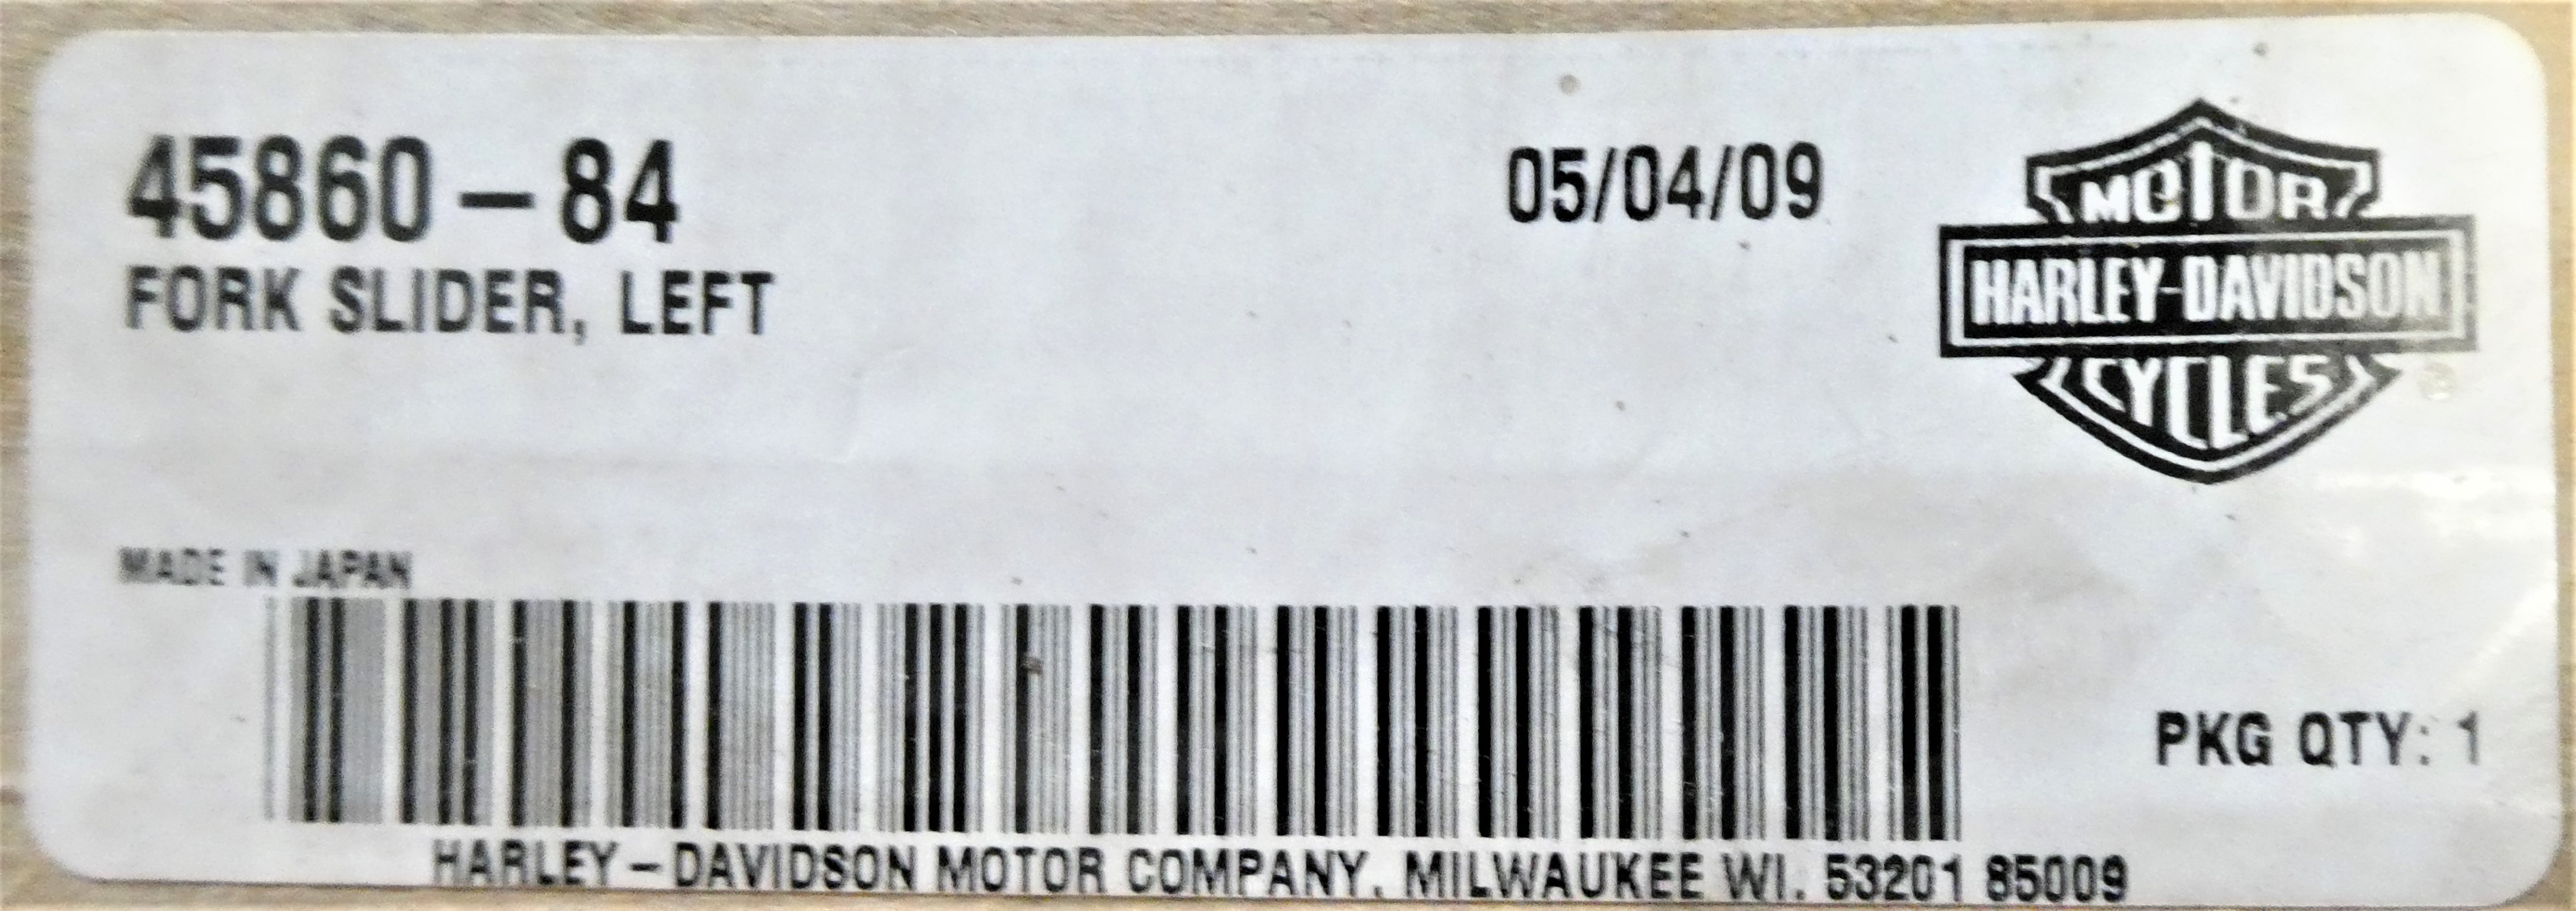 45860-84
05/04/09
FORK SLIDER, LEFT
MOTOR
HARLEY-DAVIDSON
CYCLES
®
MADE IN JAPAN
PKG QTY: 1
HARLEY-DAVIDSON MOTOR COMPANY, MILWAUKEE WI. 53201 85009